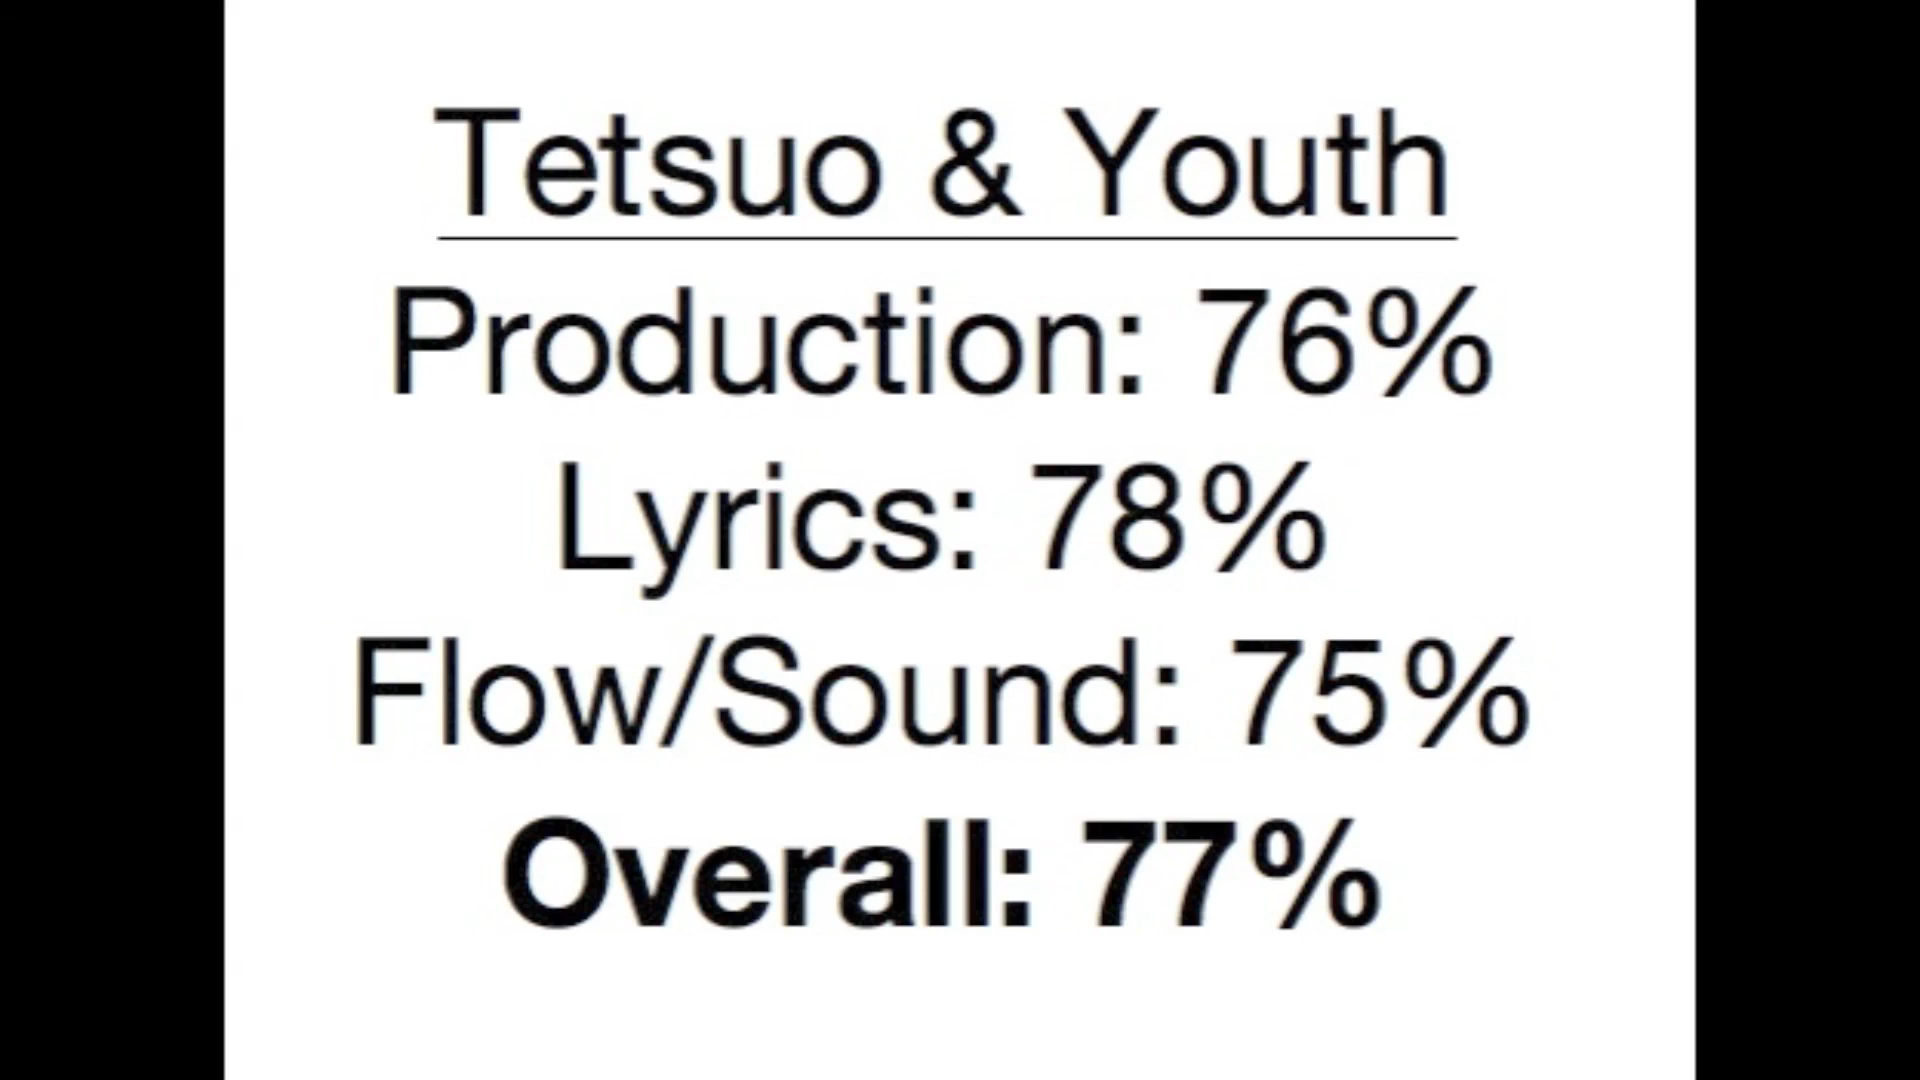 Tetsuo & Youth
Production: 76%
Lyrics: 78%
Flow/Sound: 75%
Overall: 77%